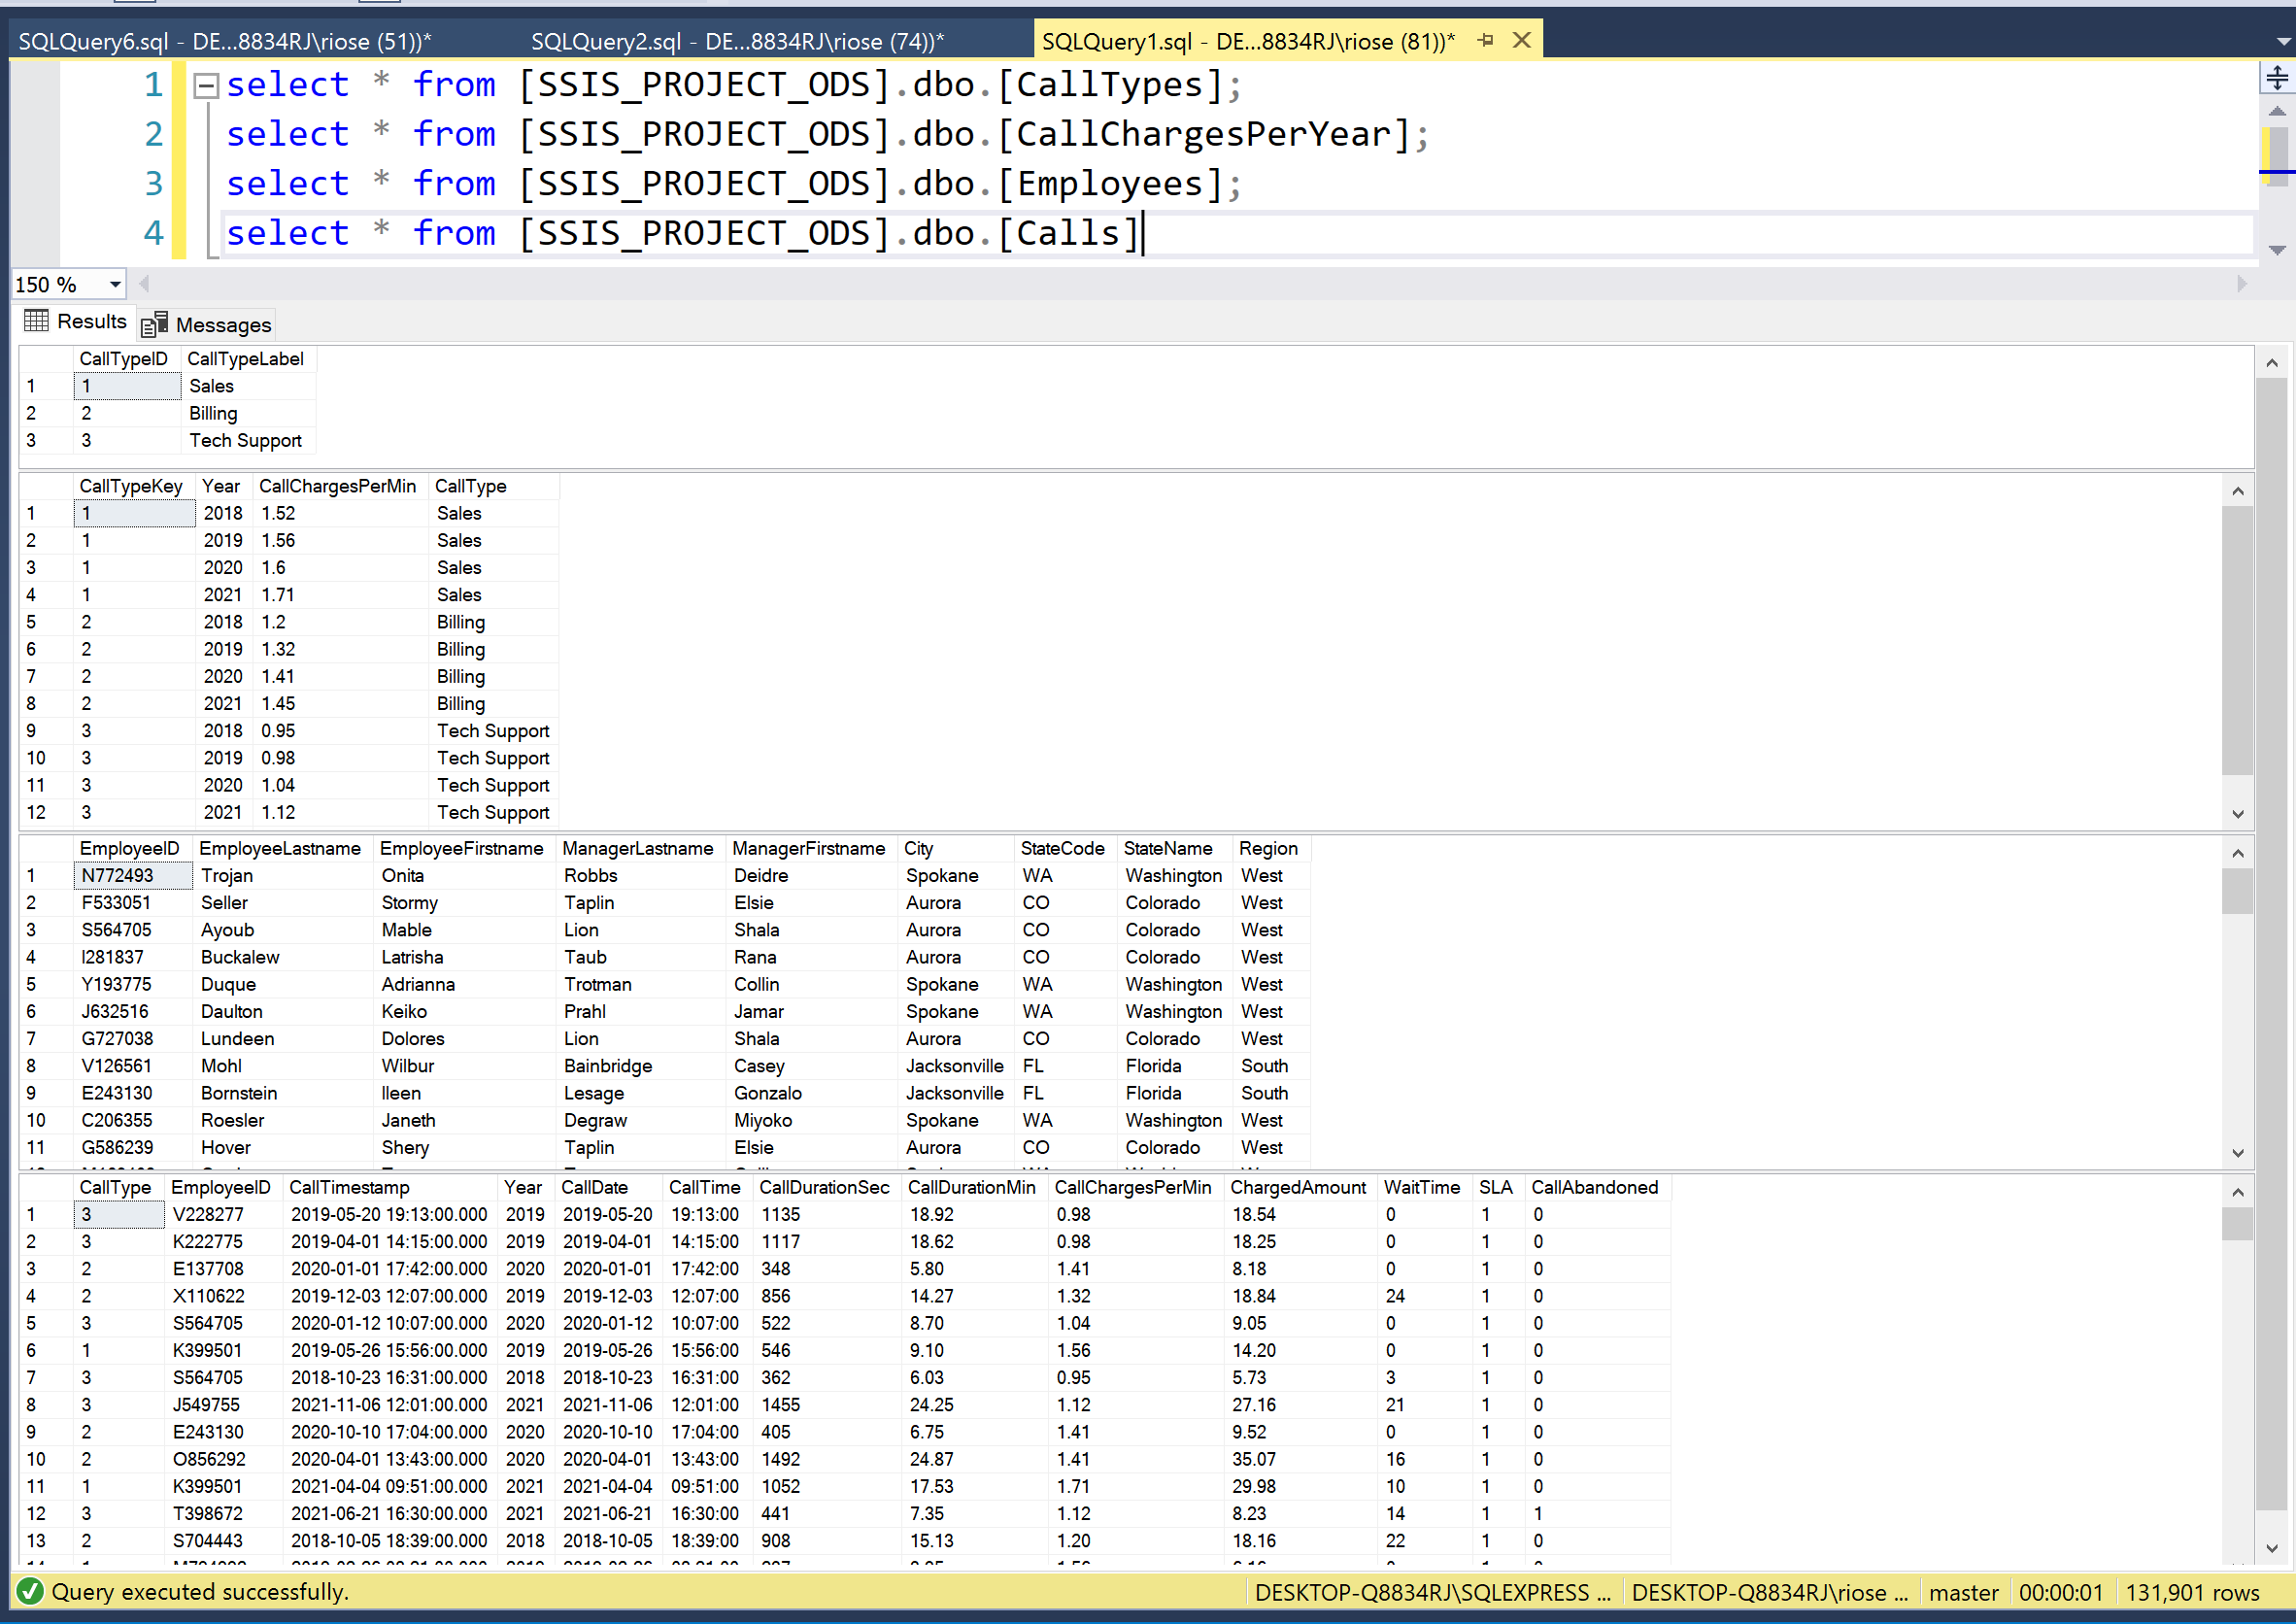 SQLQuery6.sql - DE...8834RJ\riose (51))* SQLQuery2.sql - DE...8834RJ\riose (74))* SQLQuery1.sql - DE...8834RJ\riose (81))*
1 select * from [SSIS_PROJECT_ODS].dbo.[CallTypes];
2 select * from [SSIS_PROJECT_ODS].dbo.[CallChargesPerYear];
3 select * from [SSIS_PROJECT_ODS].dbo.[Employees];
4 select * from [SSIS_PROJECT_ODS].dbo.[Calls]
150 %
Results Messages
CallTypeID CallTypeLabel
1 1 Sales
2 2 Billing
3 3 Tech Support
CallTypeKey Year CallChargesPerMin CallType
1 1 2018 1.52 Sales
2 1 2019 1.56 Sales
3 1 2020 1.6 Sales
4 1 2021 1.71 Sales
5 2 2018 1.2 Billing
6 2 2019 1.32 Billing
7 2 2020 1.41 Billing
8 2 2021 1.45 Billing
9 3 2018 0.95 Tech Support
10 3 2019 0.98 Tech Support
11 3 2020 1.04 Tech Support
12 3 2021 1.12 Tech Support
EmployeeID EmployeeLastname EmployeeFirstname ManagerLastname ManagerFirstname City StateCode StateName Region
1 N772493 Trojan Onita Robbs Deidre Spokane WA Washington West
2 F533051 Seller Stormy Taplin Elsie Aurora CO Colorado West
3 S564705 Ayoub Mable Lion Shala Aurora CO Colorado West
4 I281837 Buckalew Latrisha Taub Rana Aurora CO Colorado West
5 Y193775 Duque Adrianna Trotman Collin Spokane WA Washington West
6 J632516 Daulton Keiko Prahl Jamar Spokane WA Washington West
7 G727038 Lundeen Dolores Lion Shala Aurora CO Colorado West
8 V126561 Mohl Wilbur Bainbridge Casey Jacksonville FL Florida South
9 E243130 Bornstein Ileen Lesage Gonzalo Jacksonville FL Florida South
10 C206355 Roesler Janeth Degraw Miyoko Spokane WA Washington West
11 G586239 Hover Shery Taplin Elsie Aurora CO Colorado West
CallType EmployeeID CallTimestamp Year CallDate CallTime CallDurationSec CallDurationMin CallChargesPerMin ChargedAmount WaitTime SLA CallAbandoned
1 3 V228277 2019-05-20 19:13:00.000 2019 2019-05-20 19:13:00 1135 18.92 0.98 18.54 0 1 0
2 3 K222775 2019-04-01 14:15:00.000 2019 2019-04-01 14:15:00 1117 18.62 0.98 18.25 0 1 0
3 2 E137708 2020-01-01 17:42:00.000 2020 2020-01-01 17:42:00 348 5.80 1.41 8.18 0 1 0
4 2 X110622 2019-12-03 12:07:00.000 2019 2019-12-03 12:07:00 856 14.27 1.32 18.84 24 1 0
5 3 S564705 2020-01-12 10:07:00.000 2020 2020-01-12 10:07:00 522 8.70 1.04 9.05 0 1 0
6 1 K399501 2019-05-26 15:56:00.000 2019 2019-05-26 15:56:00 546 9.10 1.56 14.20 0 1 0
7 3 S564705 2018-10-23 16:31:00.000 2018 2018-10-23 16:31:00 362 6.03 0.95 5.73 3 1 0
8 3 J549755 2021-11-06 12:01:00.000 2021 2021-11-06 12:01:00 1455 24.25 1.12 27.16 21 1 0
9 2 E243130 2020-10-10 17:04:00.000 2020 2020-10-10 17:04:00 405 6.75 1.41 9.52 0 1 0
10 2 O856292 2020-04-01 13:43:00.000 2020 2020-04-01 13:43:00 1492 24.87 1.41 35.07 16 1 0
11 1 K399501 2021-04-04 09:51:00.000 2021 2021-04-04 09:51:00 1052 17.53 1.71 29.98 10 1 0
12 3 T398672 2021-06-21 16:30:00.000 2021 2021-06-21 16:30:00 441 7.35 1.12 8.23 14 1 1
13 2 S704443 2018-10-05 18:39:00.000 2018 2018-10-05 18:39:00 908 15.13 1.20 18.16 22 1 0
Query executed successfully. DESKTOP-Q8834RJ\SQLEXPRESS ... DESKTOP-Q8834RJ\riose ... master 00:00:01 131,901 rows